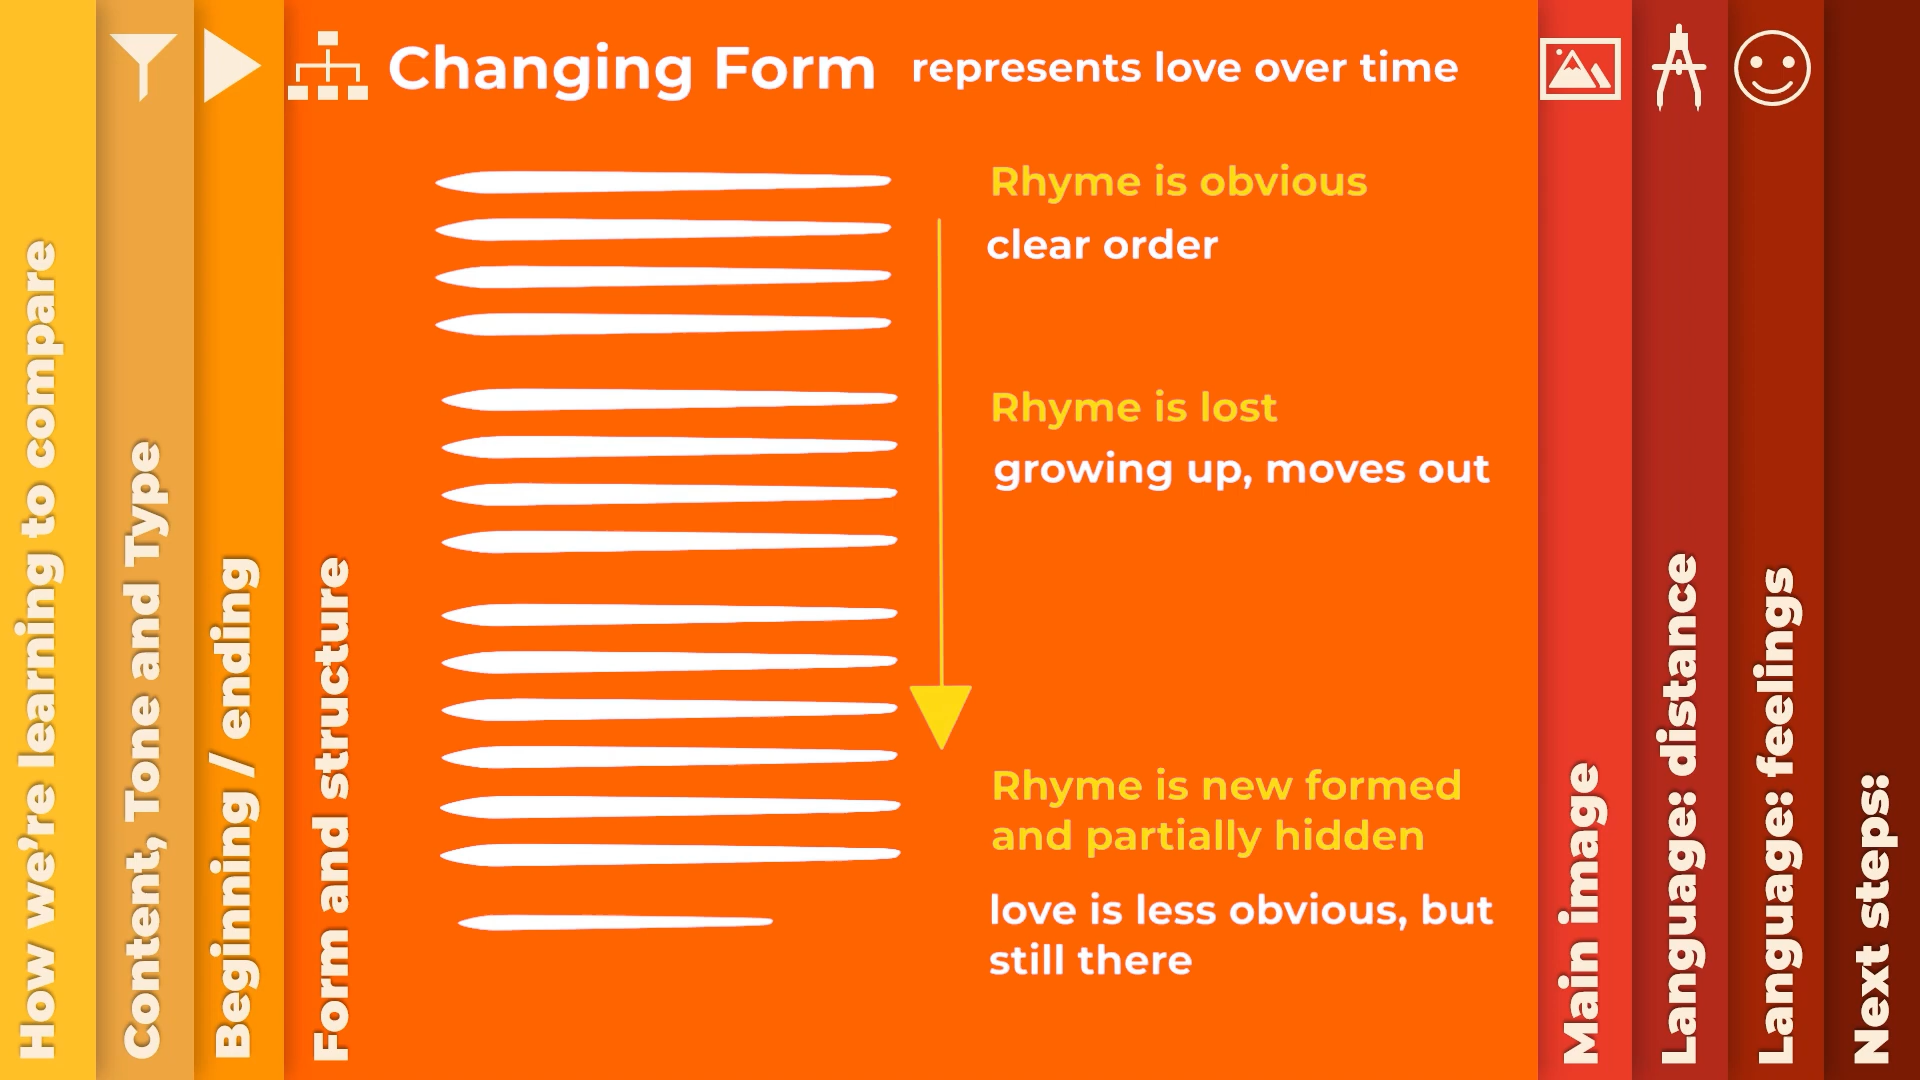 How we're learning to compare
Content, Tone and Type
Beginning / ending
Form and structure
Changing Form represents love over time
Rhyme is obvious
clear order
Rhyme is lost
growing up, moves out
Rhyme is new formed
and partially hidden
love is less obvious, but
still there
Main image
Language: distance
Language: feelings
Next steps: